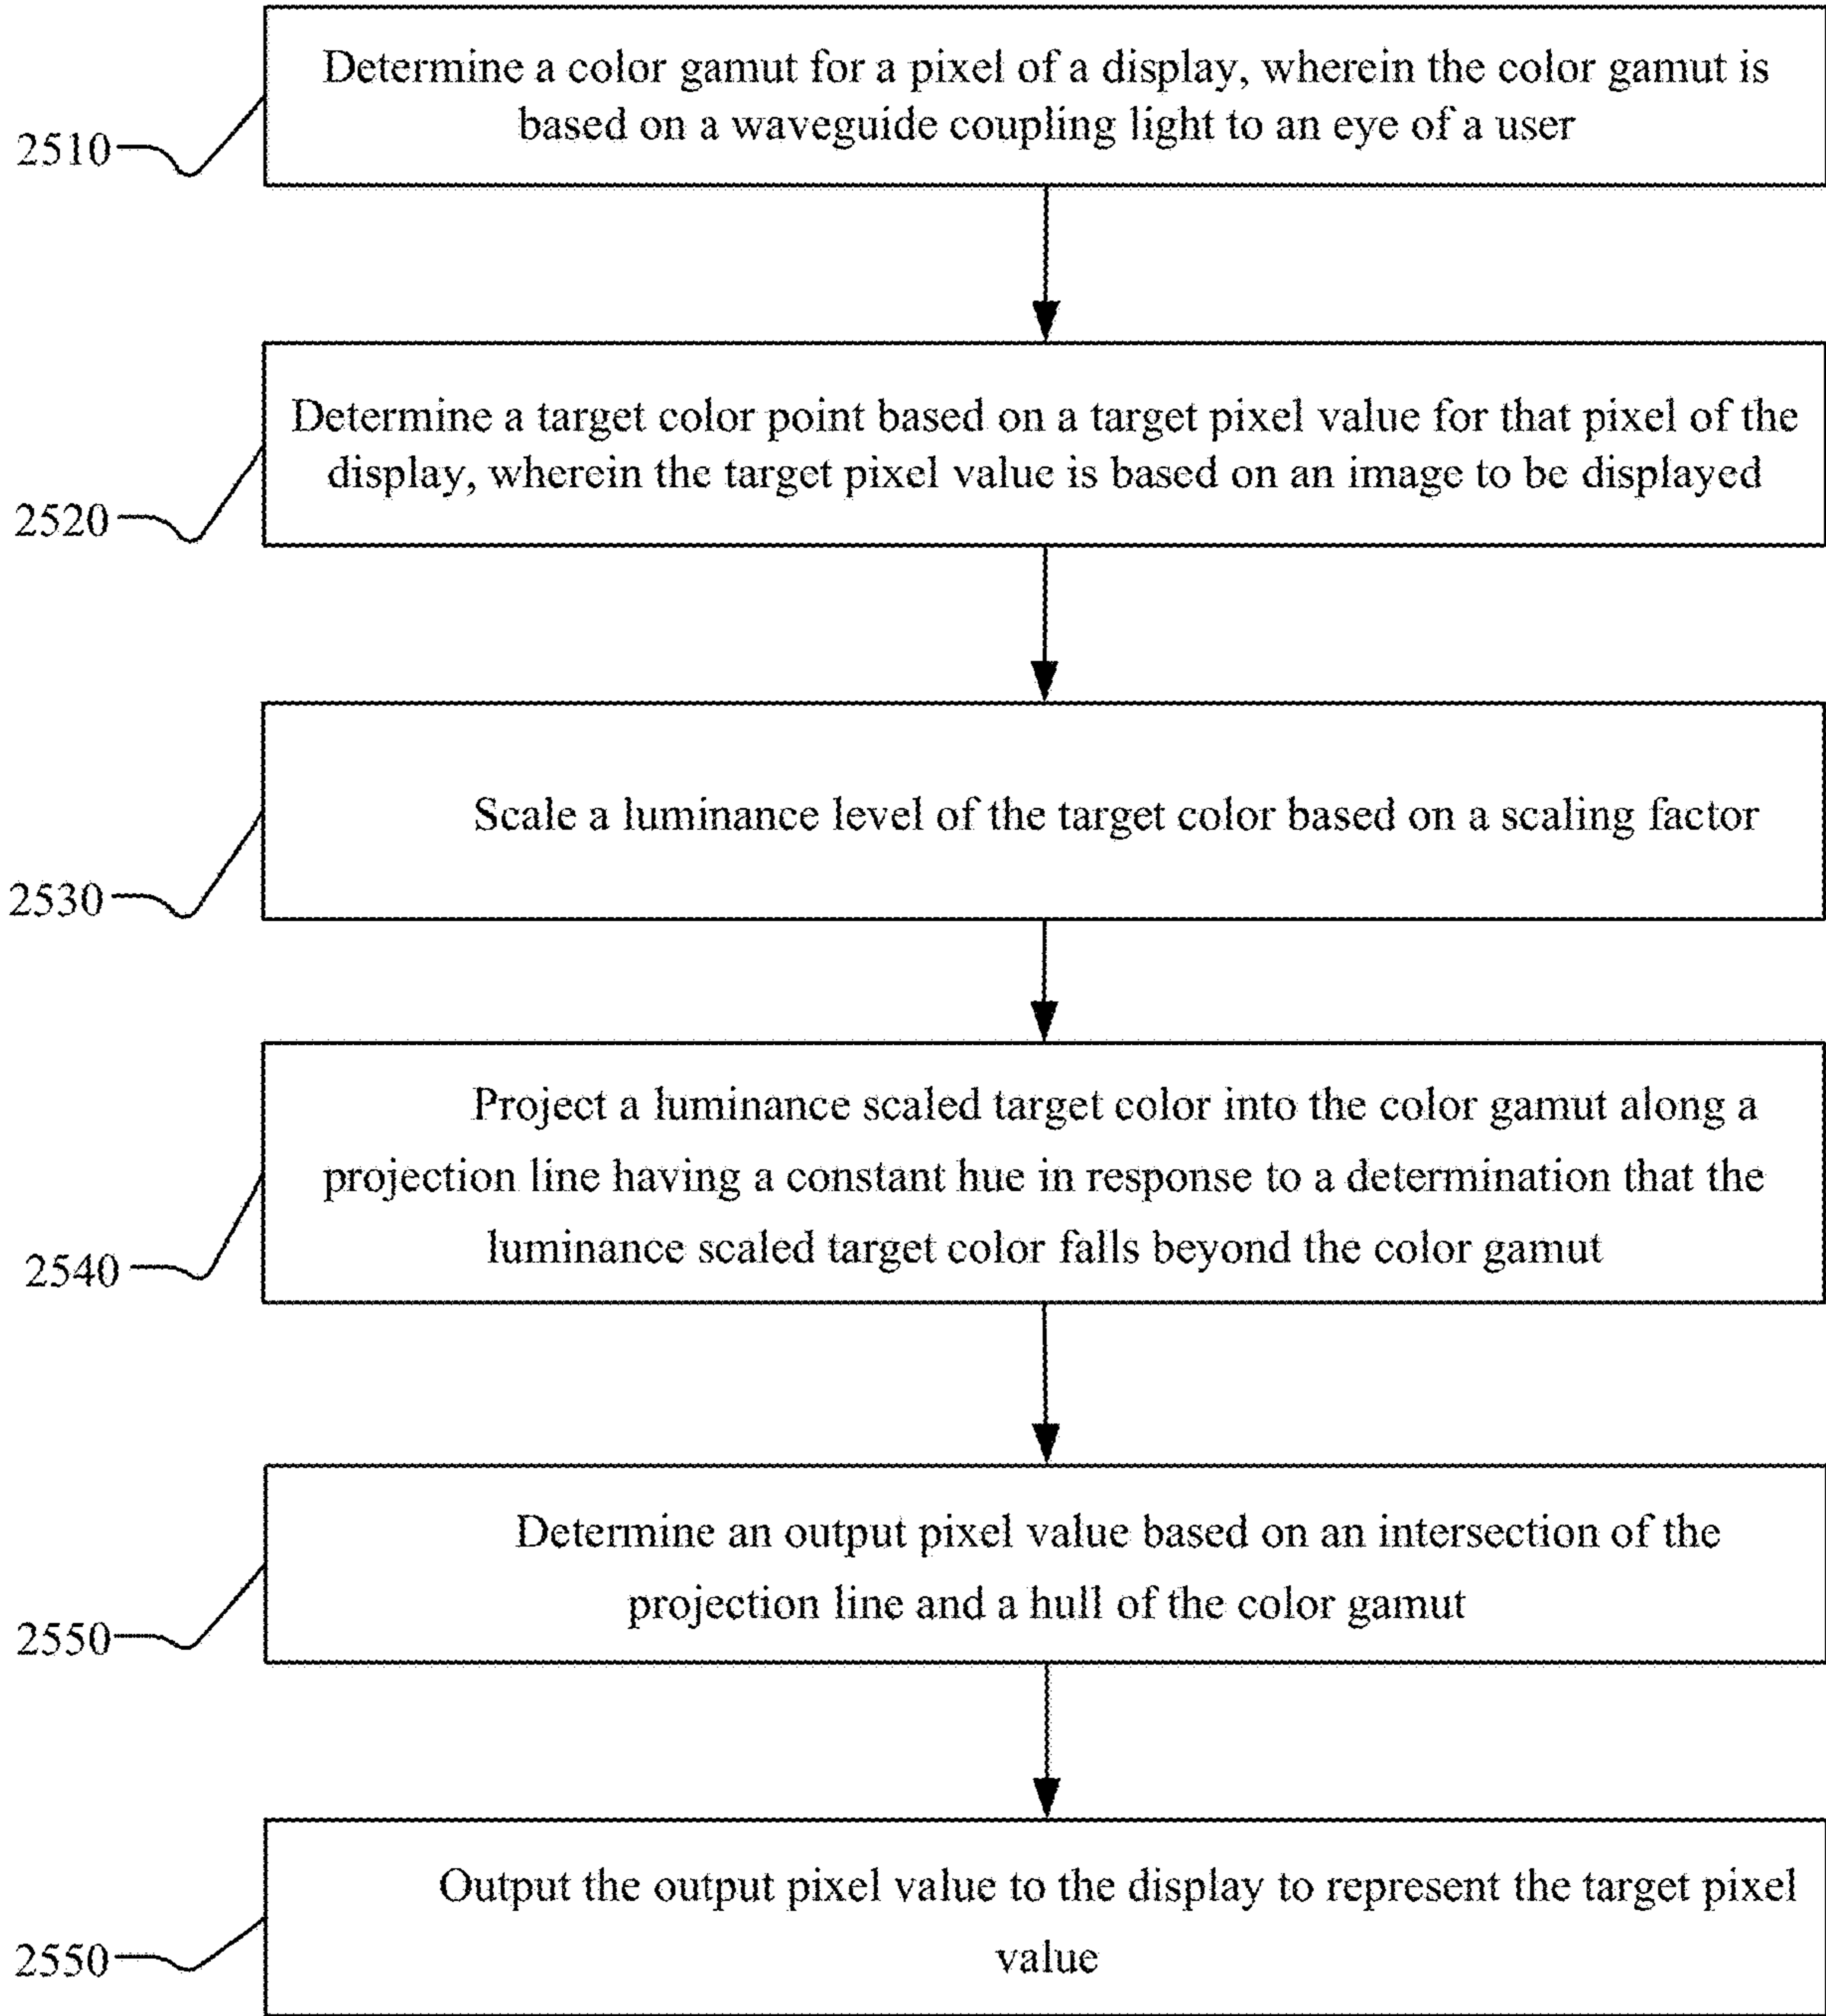 Determine a color gamut for a pixel of a display, wherein the color gamut is
based on a waveguide coupling light to an eye of a user
2510
Determine a target color point based on a target pixel value for that pixel of the
display, wherein the target pixel value is based on an image to be displayed
2520
Scale a luminance level of the target color based on a scaling factor
2530
Project a luminance scaled target color into the color gamut along a
projection line having a constant hue in response to a determination that the
luminance scaled target color falls beyond the color gamut
2540
Determine an output pixel value based on an intersection of the
projection line and a hull of the color gamut
2550
Output the output pixel value to the display to represent the target pixel
value
2550